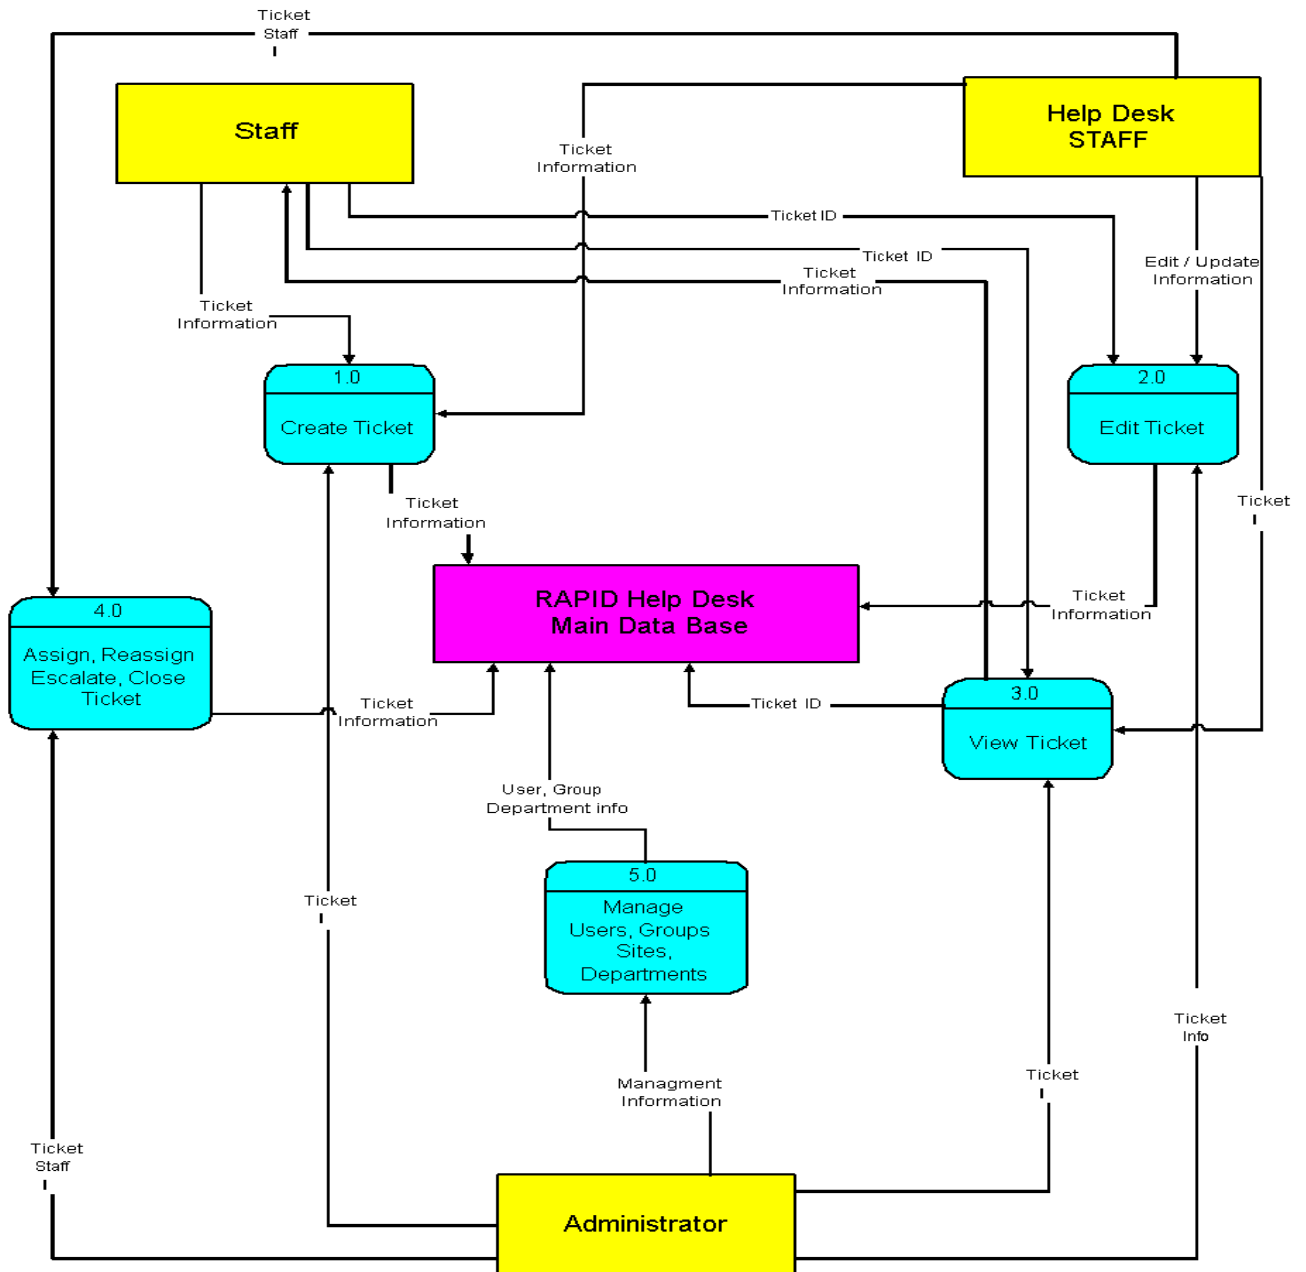 Ticket
Staff
I
Staff
Help Desk
STAFF
Ticket
Information
Ticket ID
Ticket ID
Ticket
Information
Edit / Update
Information
Ticket
Information
1.0
Create Ticket
2.0
Edit Ticket
Ticket
Information
Ticket
I
RAPID Help Desk
Main Data Base
Ticket
Information
4.0
Assign, Reassign
Escalate, Close
Ticket
Ticket
Information
Ticket ID
3.0
View Ticket
User, Group
Department info
5.0
Manage
Users, Groups
Sites,
Departments
Ticket
I
Ticket
Info
Managment
Information
Ticket
I
Ticket
Staff
I
Administrator